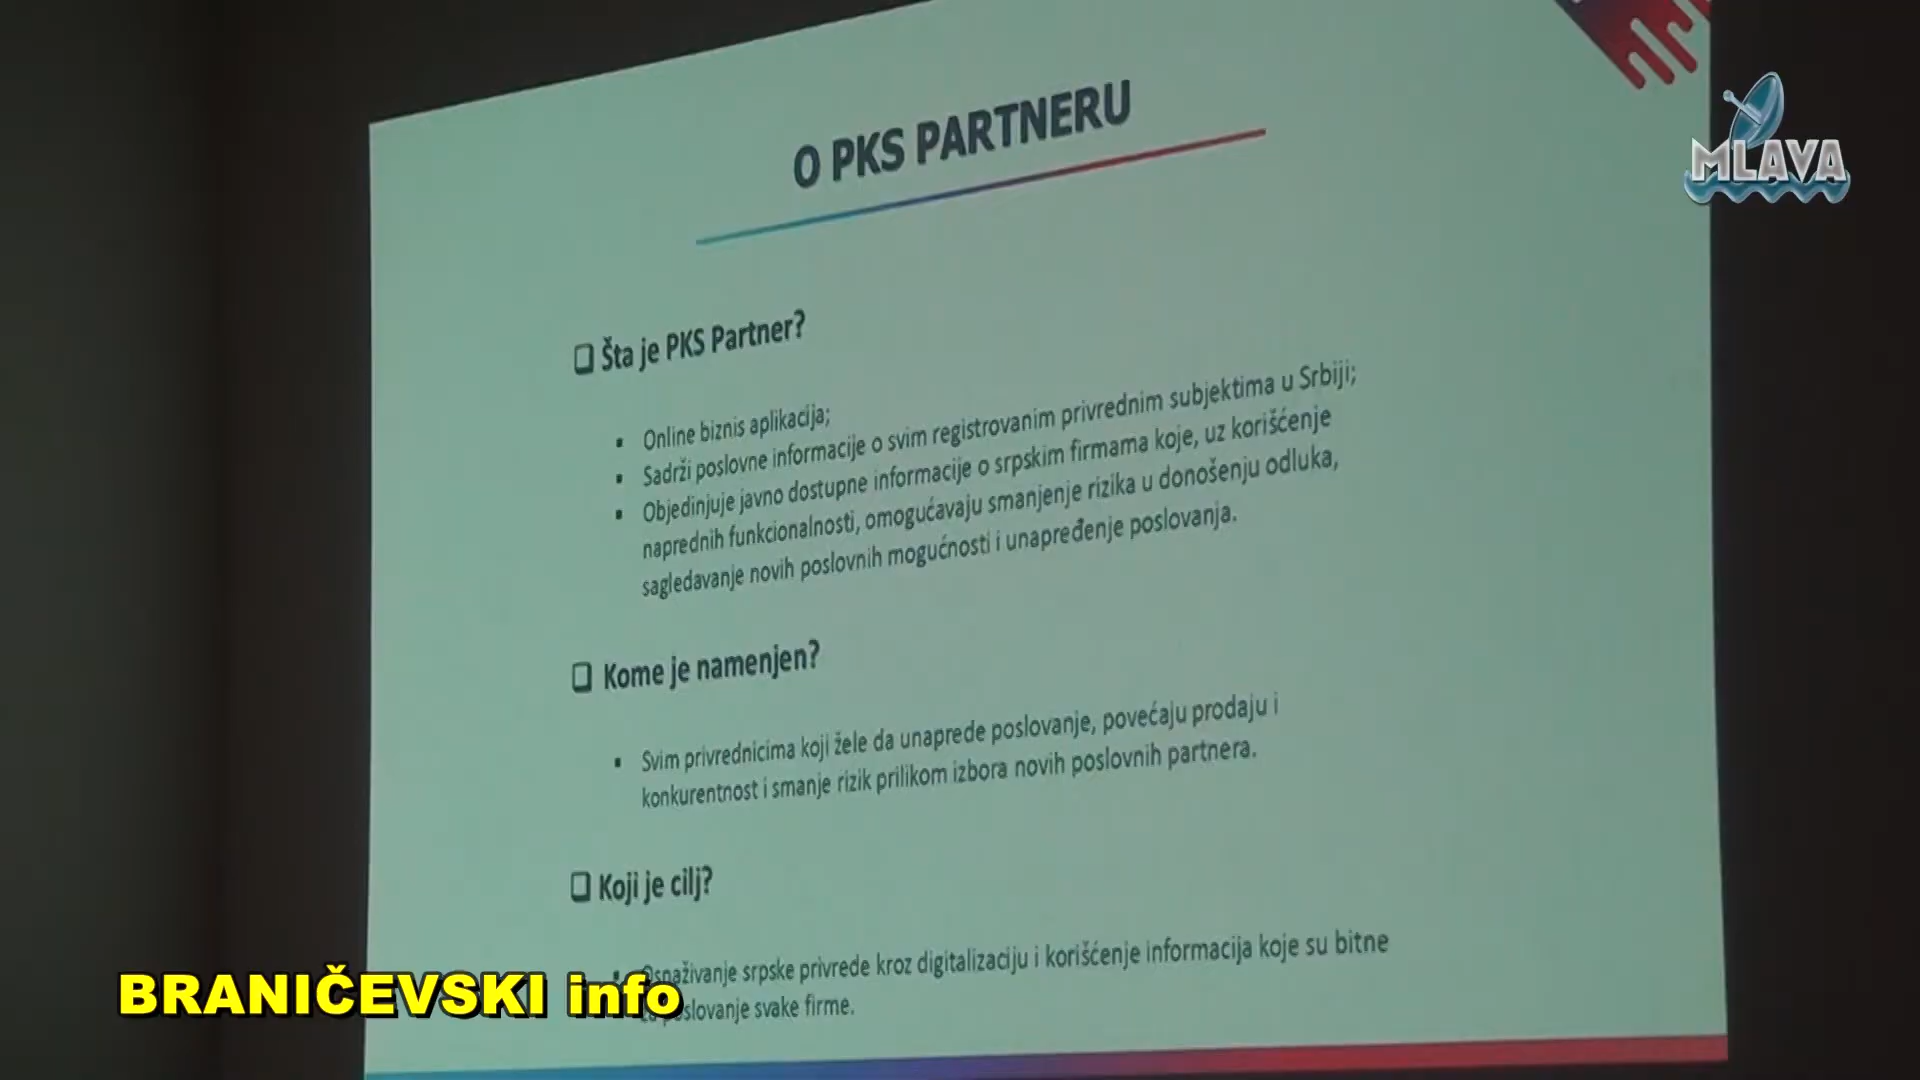 O PKS PARTNERU
MLAVA
Šta je PKS Partner?
Online biznis aplikacija;
Sadrži poslovne informacije o svim registrovanim privrednim subjektima u Srbiji;
Objedinjuje javno dostupne informacije o srpskim firmama koje, uz korišćenje
naprednih funkcionalnosti, omogućavaju smanjenje rizika u donošenju odluka,
sagledavanje novih poslovnih mogućnosti i unapređenje poslovanja.
Kome je namenjen?
Svim privrednicima koji žele da unaprede poslovanje, povećaju prodaju i
konkurentnost i smanje rizik prilikom izbora novih poslovnih partnera.
Koji je cilj?
Osnaživanje srpske privrede kroz digitalizaciju i korišćenje informacija koje su bitne
za poslovanje svake firme.
BRANIČEVSKI info